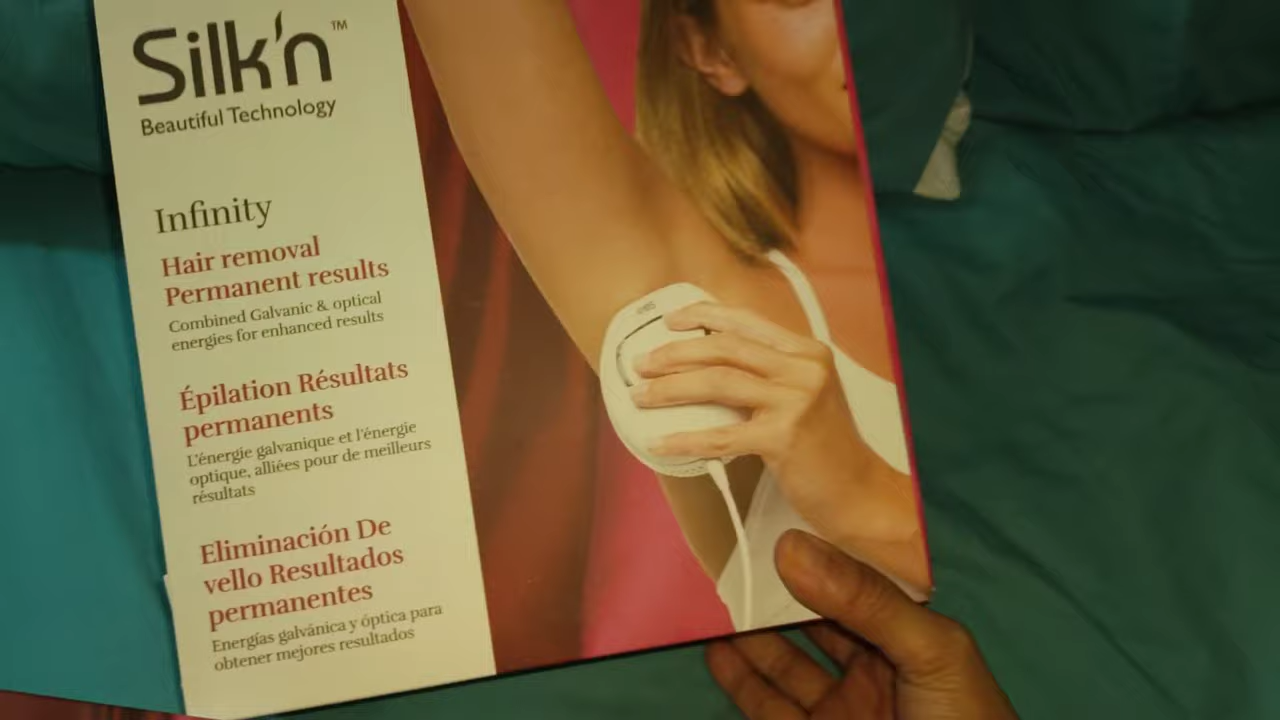 Silk'n™
Beautiful Technology
Infinity
Hair removal
Permanent results
Combined Galvanic & optical
energies for enhanced results
Épilation Résultats
permanents
L'énergie galvanique et l'énergie
optique, alliées pour de meilleurs
résultats
Eliminación De
vello Resultados
permanentes
Energías galvánica y óptica para
obtener mejores resultados